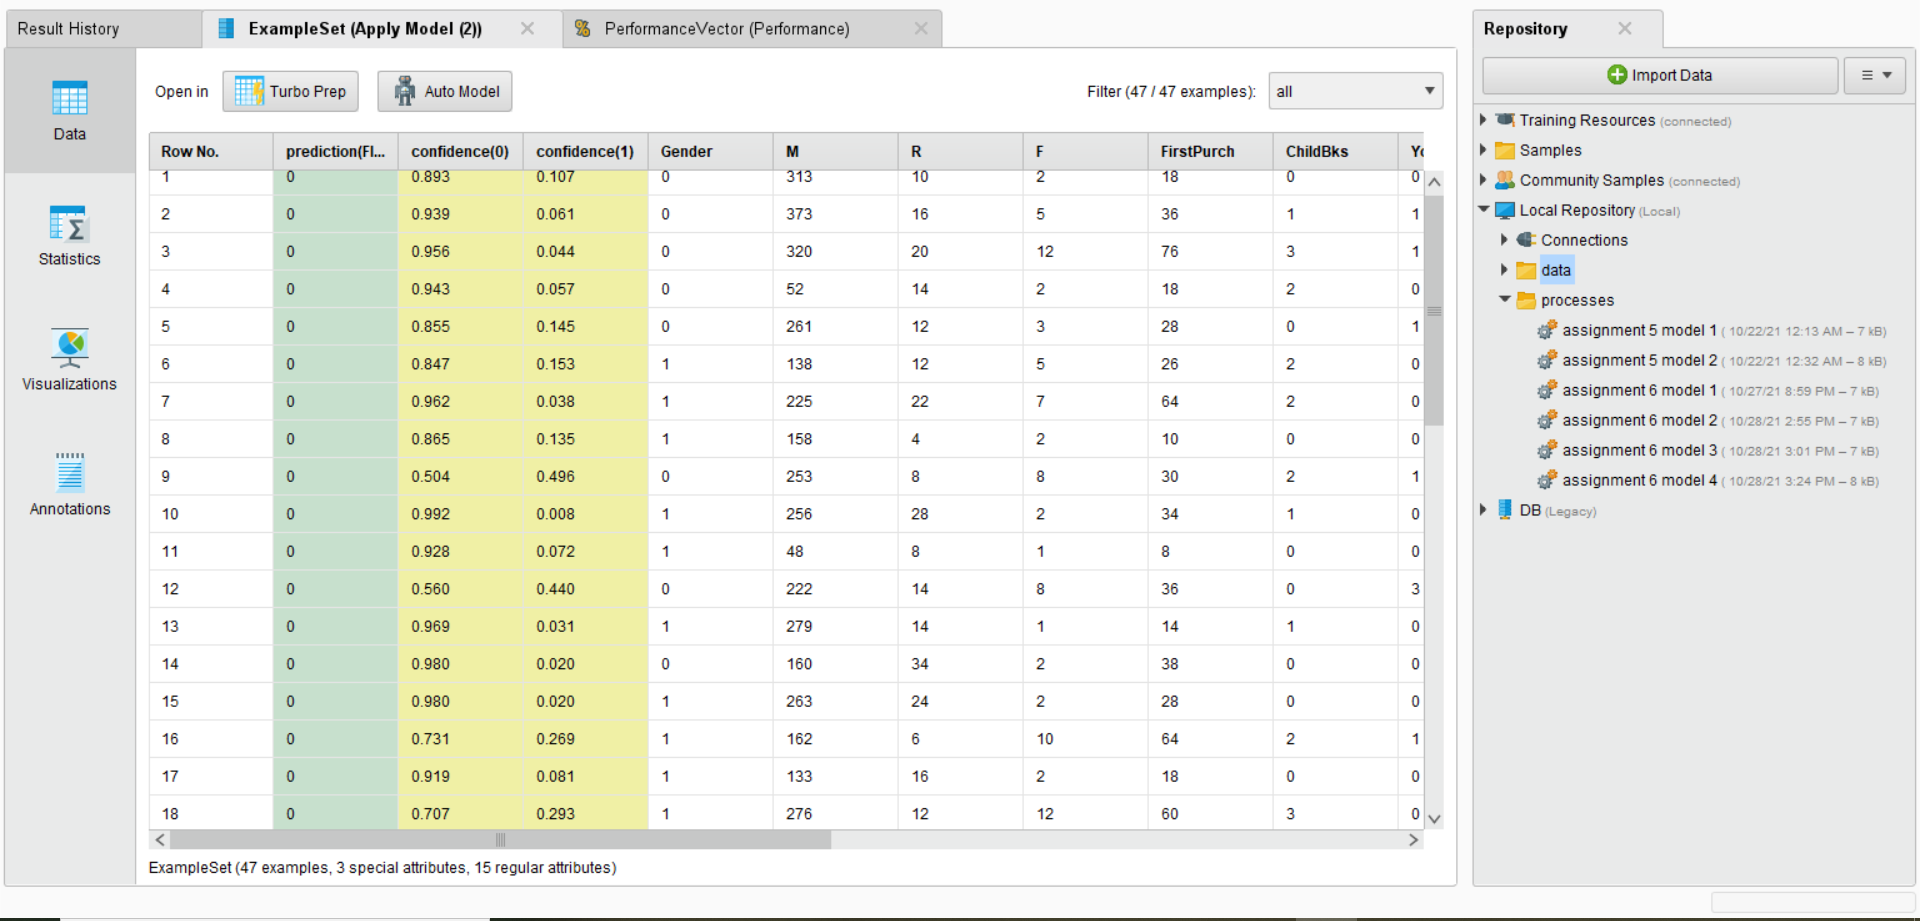 Result History
ExampleSet (Apply Model (2))
PerformanceVector (Performance)
Open in
Turbo Prep
Auto Model
Filter (47 / 47 examples):
all
Data
Statistics
Visualizations
Annotations
Row No. prediction(Fl... confidence(0) confidence(1) Gender M R F FirstPurch ChildBks
1 0 0.893 0.107 0 313 10 2 18 0 0
2 0 0.939 0.061 0 373 16 5 36 1 1
3 0 0.956 0.044 0 320 20 12 76 3 1
4 0 0.943 0.057 0 52 14 2 18 2 0
5 0 0.855 0.145 0 261 12 3 28 0 1
6 0 0.847 0.153 1 138 12 5 26 2 0
7 0 0.962 0.038 1 225 22 7 64 2 0
8 0 0.865 0.135 1 158 4 2 10 0 0
9 0 0.504 0.496 0 253 8 8 30 2 1
10 0 0.992 0.008 1 256 28 2 34 1 0
11 0 0.928 0.072 1 48 8 1 8 0 0
12 0 0.560 0.440 0 222 14 8 36 0 3
13 0 0.969 0.031 1 279 14 1 14 1 0
14 0 0.980 0.020 0 160 34 2 38 0 0
15 0 0.980 0.020 1 263 24 2 28 0 0
16 0 0.731 0.269 1 162 6 10 64 2 1
17 0 0.919 0.081 1 133 16 2 18 0 0
18 0 0.707 0.293 1 276 12 12 60 3 0
ExampleSet (47 examples, 3 special attributes, 15 regular attributes)
Repository
Import Data
Training Resources (connected)
Samples
Community Samples (connected)
Local Repository (Local)
Connections
data
processes
assignment 5 model 1 ( 10/22/21 12:13 AM – 7 kB)
assignment 5 model 2 ( 10/22/21 12:32 AM – 8 kB)
assignment 6 model 1 ( 10/27/21 8:59 PM – 7 kB)
assignment 6 model 2 ( 10/28/21 2:55 PM – 7 kB)
assignment 6 model 3 ( 10/28/21 3:01 PM – 7 kB)
assignment 6 model 4 ( 10/28/21 3:24 PM – 8 kB)
DB (Legacy)